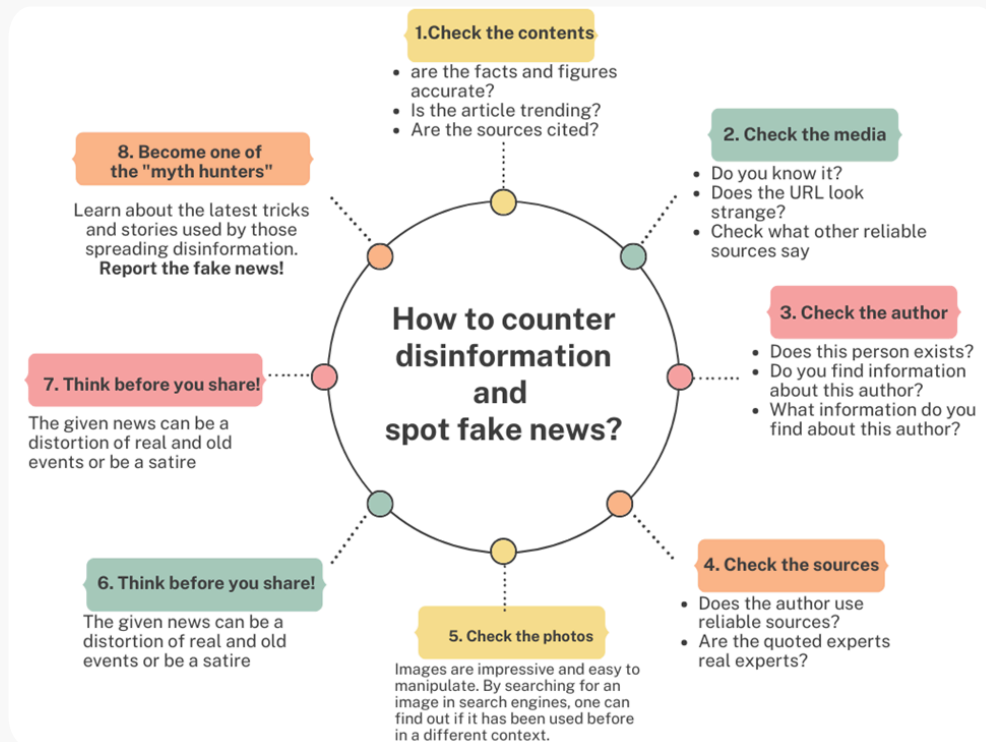 1.Check the contents
• are the facts and figures
accurate?
• Is the article trending?
• Are the sources cited?
2. Check the media
• Do you know it?
• Does the URL look
strange?
• Check what other reliable
sources say
3. Check the author
• Does this person exists?
• Do you find information
about this author?
• What information do you
find about this author?
4. Check the sources
• Does the author use
reliable sources?
• Are the quoted experts
real experts?
5. Check the photos
Images are impressive and easy to
manipulate. By searching for an
image in search engines, one can
find out if it has been used before
in a different context.
6. Think before you share!
The given news can be a
distortion of real and old
events or be a satire
7. Think before you share!
The given news can be a
distortion of real and old
events or be a satire
8. Become one of
the "myth hunters"
Learn about the latest tricks
and stories used by those
spreading disinformation.
Report the fake news!
How to counter
disinformation
and
spot fake news?